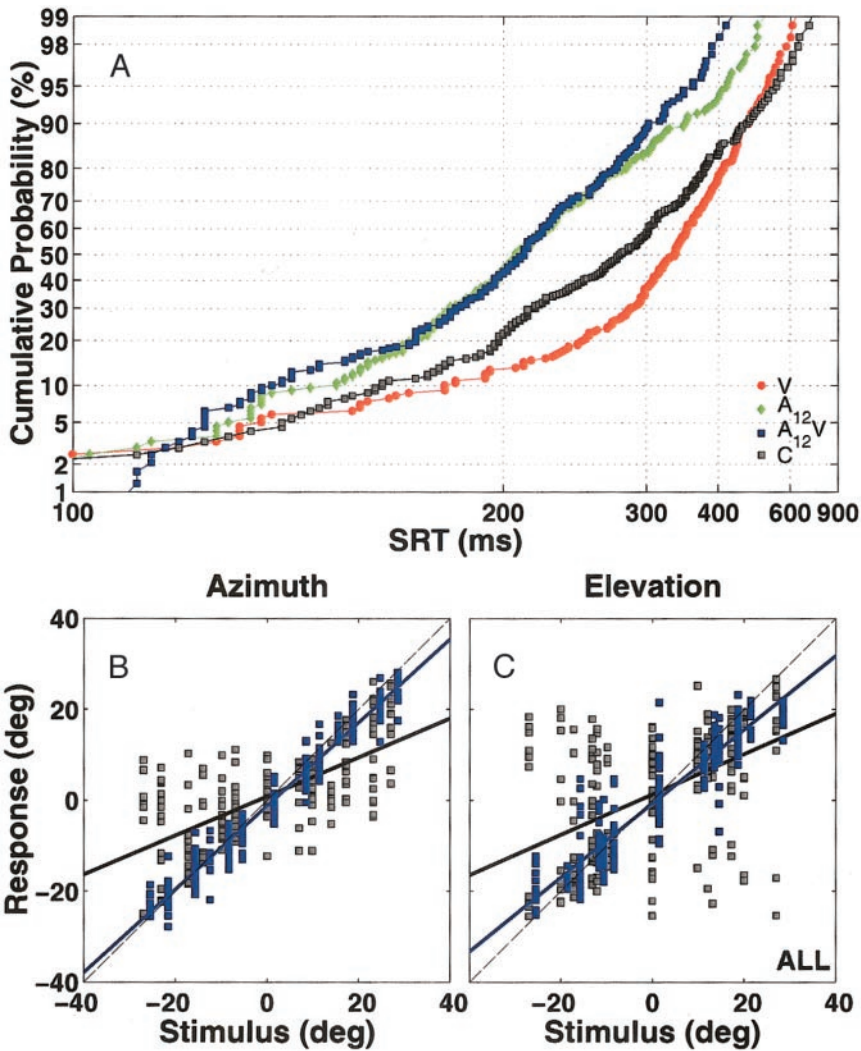 A
Cumulative Probability (%)
99
98
95
90
80
70
60
50
40
30
20
10
5
2
1
100 200 300 400 600 900
SRT (ms)
V
A12
A12V
C
Azimuth
B
Response (deg)
40
20
0
−20
−40
−40 −20 0 20 40
Stimulus (deg)
Elevation
C
ALL
−20 0 20 40
Stimulus (deg)